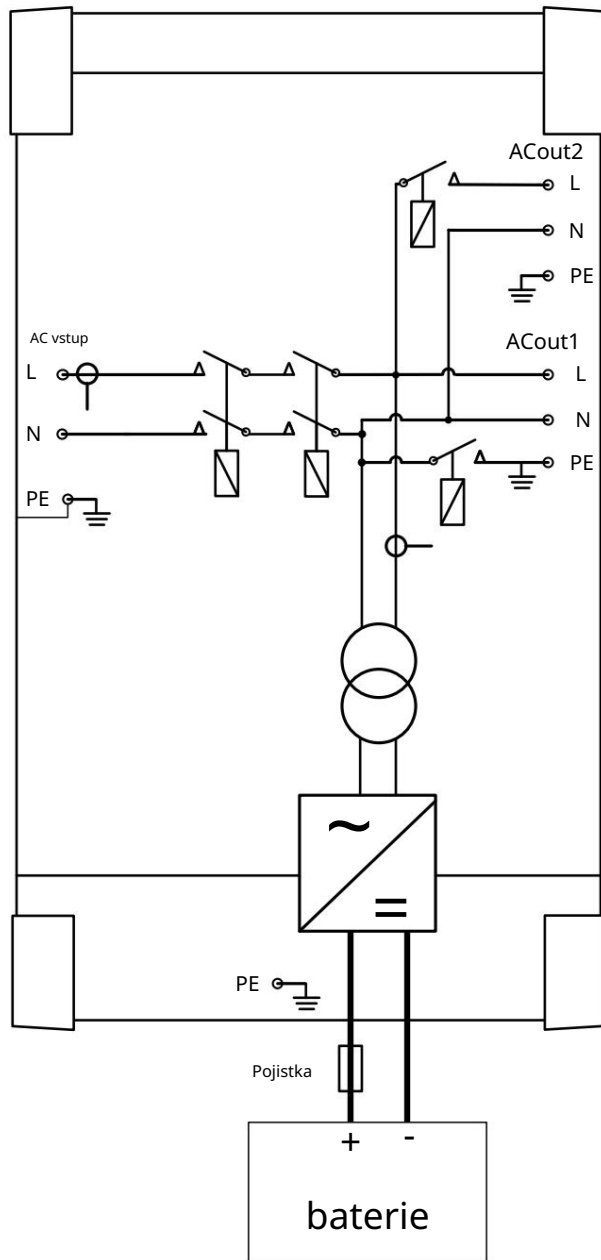 ACout2
L
N
PE
AC vstup
ACout1
L
L
N
N
PE
PE
~
=
PE
Pojistka
+ -
baterie